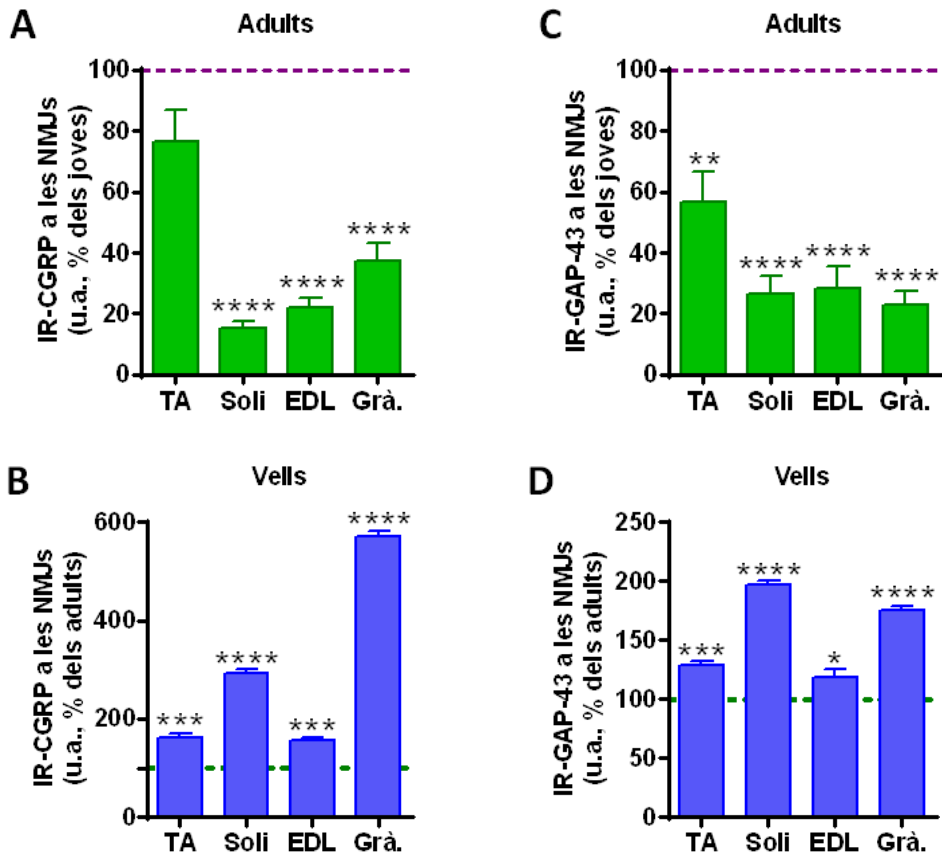 A
Adults
IR-CGRP a les NMJs
(u.a., % dels joves)
100
80
60
40
20
0
****
****
****
TA Soli EDL Grà.
C
Adults
IR-GAP-43 a les NMJs
(u.a., % dels joves)
100
80
60
40
20
0
**
****
****
****
TA Soli EDL Grà.
B
Vells
IR-CGRP a les NMJs
(u.a., % dels adults)
600
400
200
0
***
****
***
****
TA Soli EDL Grà.
D
Vells
IR-GAP-43 a les NMJs
(u.a., % dels adults)
250
200
150
100
50
0
***
****
*
****
TA Soli EDL Grà.